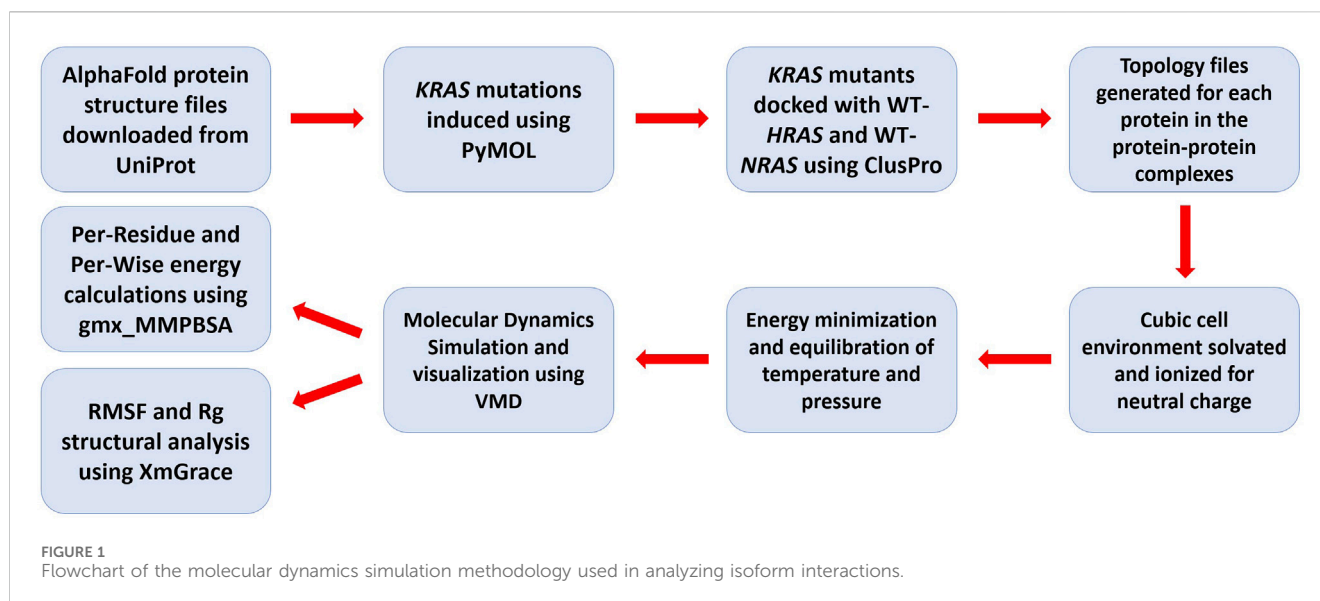 AlphaFold protein
structure files
downloaded from
UniProt
KRAS mutations
induced using
PyMOL
KRAS mutants
docked with WT-
HRAS and WT-
NRAS using ClusPro
Topology files
generated for each
protein in the
protein-protein
complexes
Cubic cell
environment solvated
and ionized for
neutral charge
Energy minimization
and equilibration of
temperature and
pressure
Molecular Dynamics
Simulation and
visualization using
VMD
Per-Residue and
Per-Wise energy
calculations using
gmx_MMPBSA
RMSF and Rg
structural analysis
using XmGrace
FIGURE 1
Flowchart of the molecular dynamics simulation methodology used in analyzing isoform interactions.